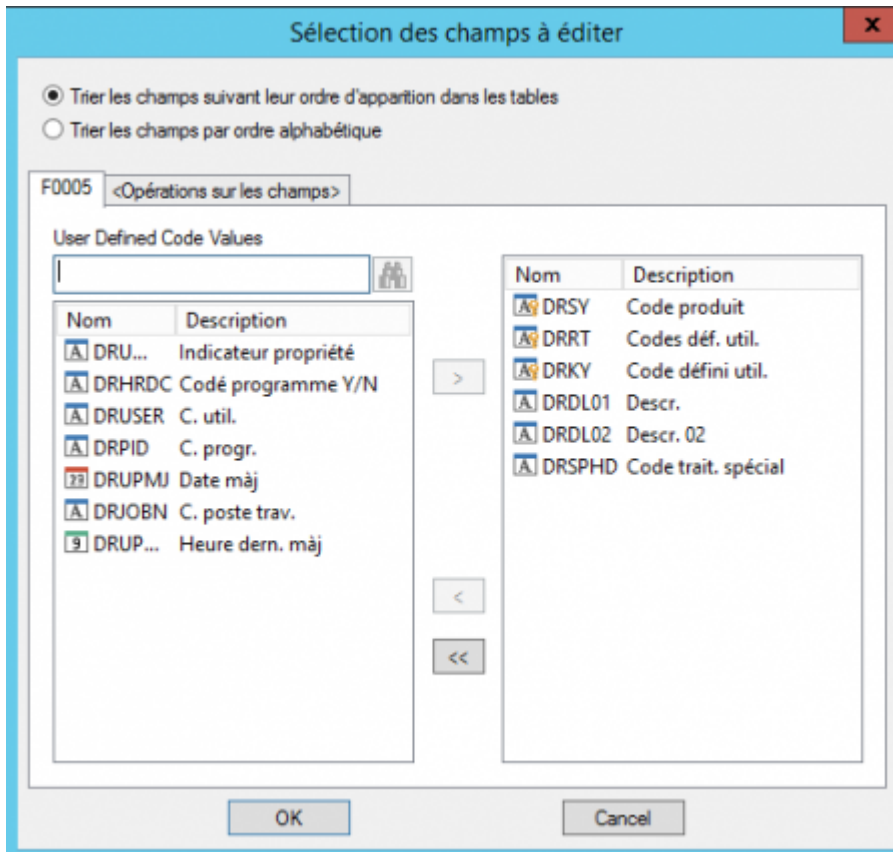 Sélection des champs à éditer
x
Trier les champs suivant leur ordre d'apparition dans les tables
Trier les champs par ordre alphabétique
F0005 <Opérations sur les champs>
User Defined Code Values
Nom Description
DRU... Indicateur propriété
DRHRDC Codé programme Y/N
DRUSER C. util.
DRPID C. progr.
DRUPMJ Date màj
DRJOBN C. poste trav.
DRUP... Heure dern. màj
>
<
<<
Nom Description
DRSY Code produit
DRRT Codes déf. util.
DRKY Code défini util.
DRDL01 Descr.
DRDL02 Descr. 02
DRSPHD Code trait. spécial
OK Cancel